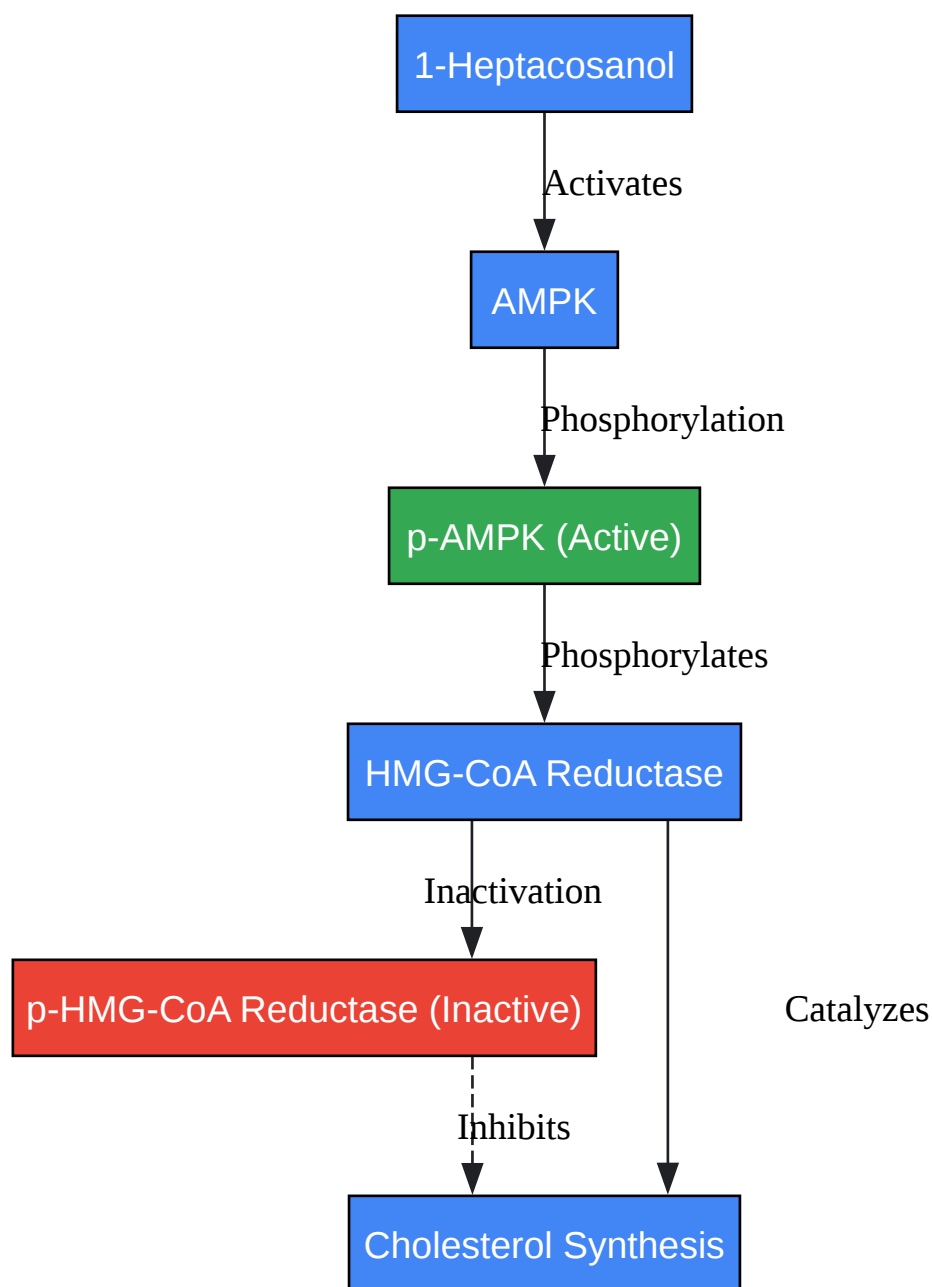 1-Heptacosanol
Activates
AMPK
Phosphorylation
p-AMPK (Active)
Phosphorylates
HMG-CoA Reductase
Inactivation
p-HMG-CoA Reductase (Inactive)
Catalyzes
Inhibits
Cholesterol Synthesis